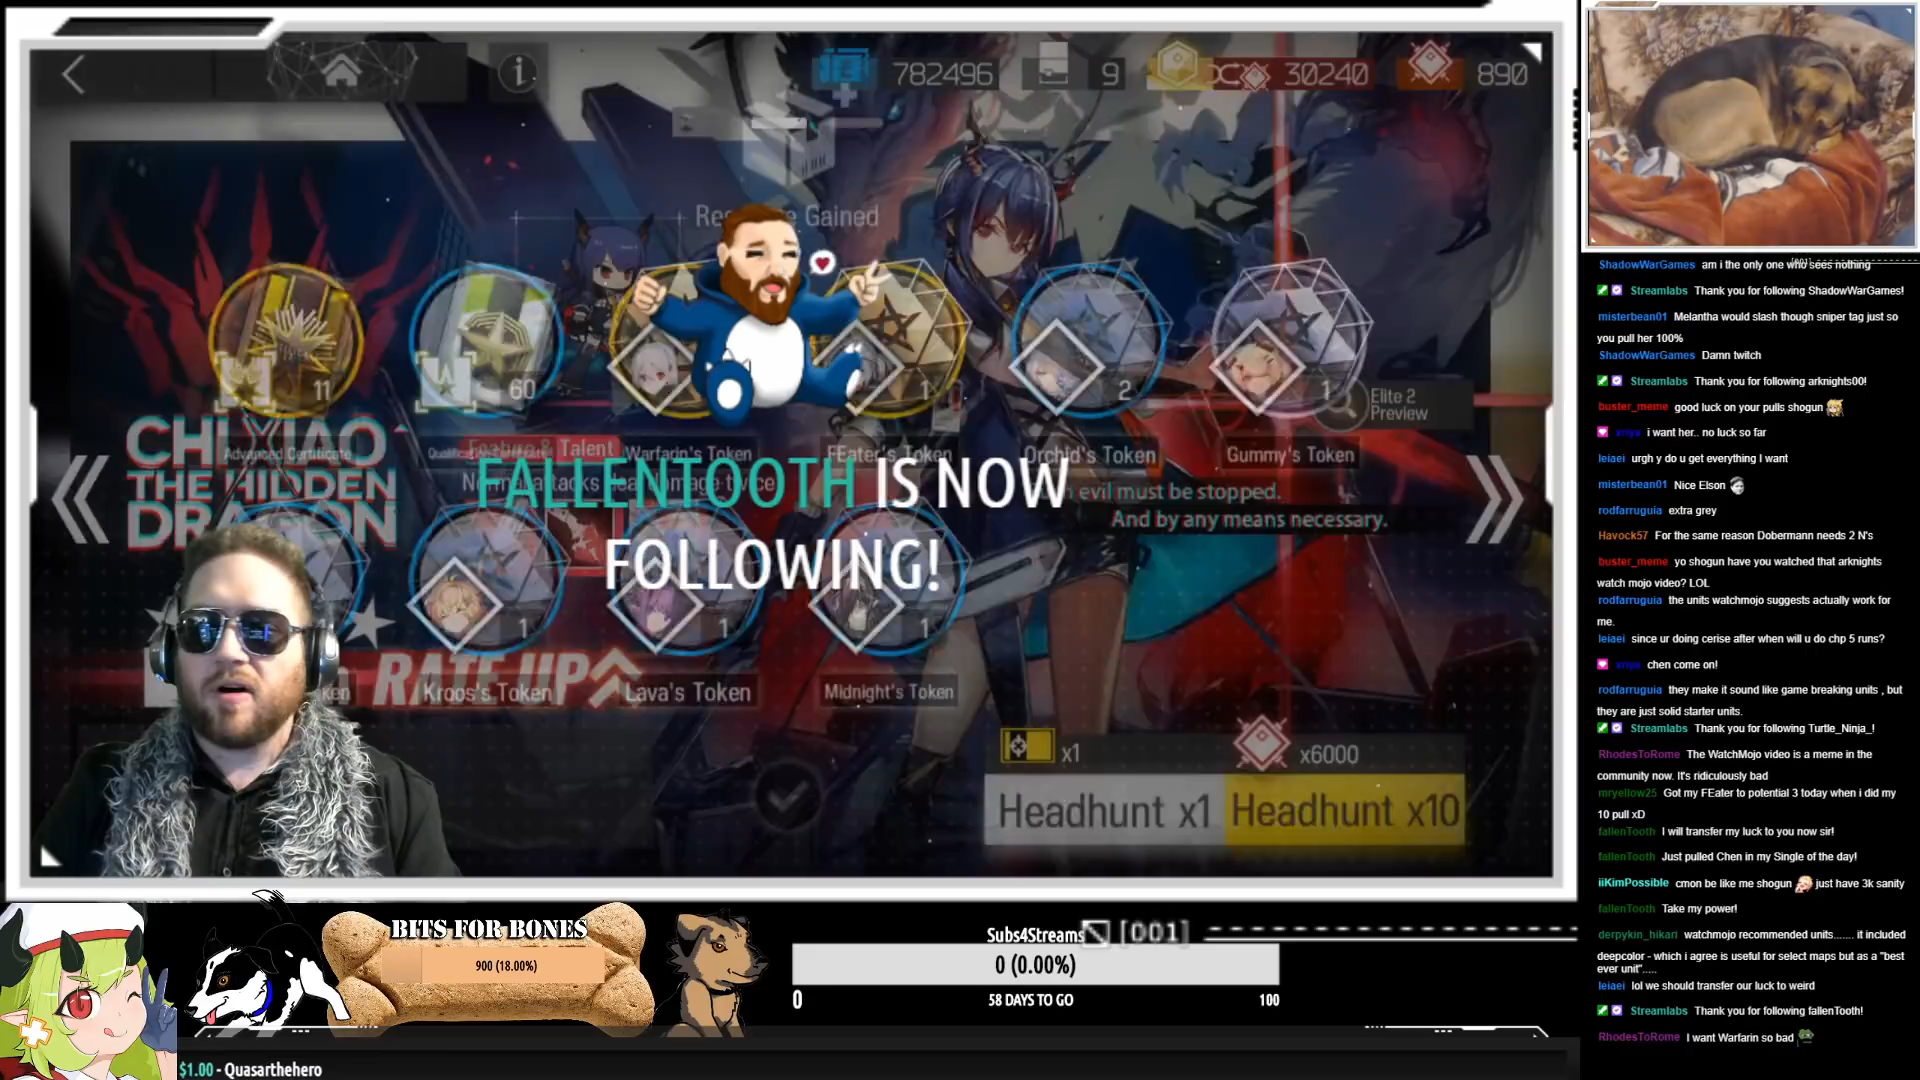 782496
9
30240
890
Gained
11
60
1
2
1
Elite 2
Preview
CHI XIAO
THE HIDDEN
DRAGON
Advanced Certificate
Feature & Talent
Warfarin's Token
FEater's Token
Orchid's Token
Gummy's Token
FALLENTOOTH IS NOW
FOLLOWING!
evil must be stopped.
And by any means necessary.
1
1
1
RATE UP
Kroos's Token
Lava's Token
Midnight's Token
x1
x6000
Headhunt x1
Headhunt x10
BITS FOR BONES
900 (18.00%)
Subs4Streams
[001]
0 (0.00%)
0
58 DAYS TO GO
100
$1.00 - Quasarthehero
ShadowWarGames am i the only one who sees nothing
Streamlabs Thank you for following ShadowWarGames!
misterbean01 Melantha would slash though sniper tag just so
you pull her 100%
ShadowWarGames Damn twitch
Streamlabs Thank you for following arknights00!
buster_meme good luck on your pulls shogun
i want her.. no luck so far
leiaei urgh y do u get everything I want
misterbean01 Nice Elson
rodfarruguia extra grey
Havock57 For the same reason Dobermann needs 2 N's
buster_meme yo shogun have you watched that arknights
watch mojo video? LOL
rodfarruguia the units watchmojo suggests actually work for
me.
leiaei since ur doing cerise after when will u do chp 5 runs?
chen come on!
rodfarruguia they make it sound like game breaking units , but
they are just solid starter units.
Streamlabs Thank you for following Turtle_Ninja_!
RhodesToRome The WatchMojo video is a meme in the
community now. It's ridiculously bad
mryellow25 Got my FEater to potential 3 today when i did my
10 pull xD
fallenTooth I will transfer my luck to you now sir!
fallenTooth Just pulled Chen in my Single of the day!
iiKimPossible cmon be like me shogun just have 3k sanity
fallenTooth Take my power!
derpykin_hikari watchmojo recommended units....... it included
deepcolor - which i agree is useful for select maps but as a "best
ever unit".....
leiaei lol we should transfer our luck to weird
Streamlabs Thank you for following fallenTooth!
RhodesToRome I want Warfarin so bad